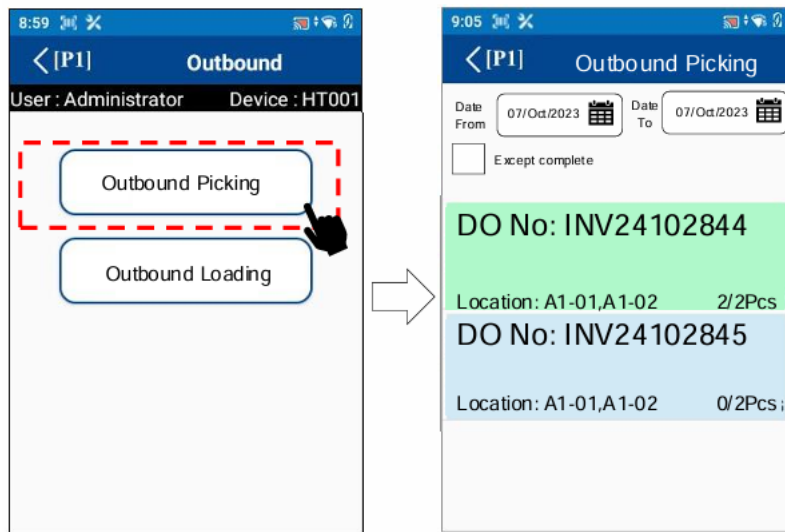 8:59
[P1] Outbound
User : Administrator Device : HT001
Outbound Picking
Outbound Loading
9:05
[P1] Outbound Picking
Date From 07/Oct/2023 Date To 07/Oct/2023
Except complete
DO No: INV24102844
Location: A1-01,A1-02 2/2Pcs
DO No: INV24102845
Location: A1-01,A1-02 0/2Pcs